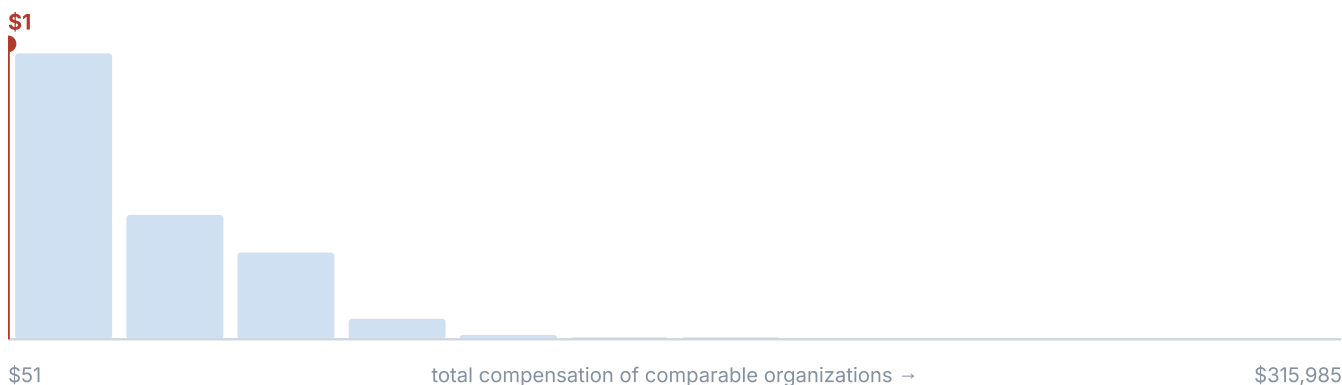 $1
$51 total compensation of comparable organizations → $315,985